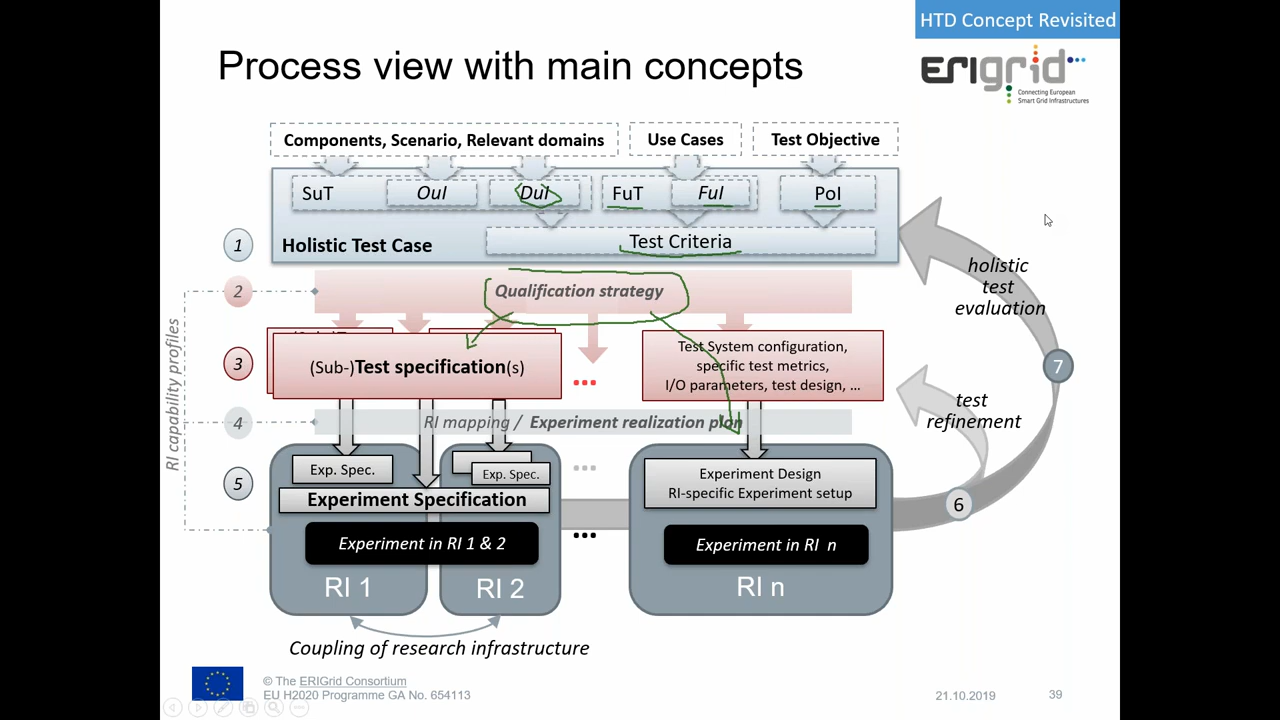 HTD Concept Revisited
Process view with main concepts
ERIgrid
Connecting European
Smart Grid Infrastructures
Components, Scenario, Relevant domains
Use Cases
Test Objective
SuT
OuI
DuI
FuT
FuI
PoI
1
Holistic Test Case
Test Criteria
2
Qualification strategy
holistic
test
evaluation
RI capability profiles
3
(Sub-)Test specification(s)
...
Test System configuration,
specific test metrics,
I/O parameters, test design, ...
7
test
refinement
4
RI mapping / Experiment realization plan
5
Exp. Spec.
Exp. Spec.
...
Experiment Design
RI-specific Experiment setup
Experiment Specification
6
...
Experiment in RI 1 & 2
Experiment in RI n
RI 1
RI 2
RI n
Coupling of research infrastructure
© The ERIGrid Consortium
EU H2020 Programme GA No. 654113
21.10.2019
39